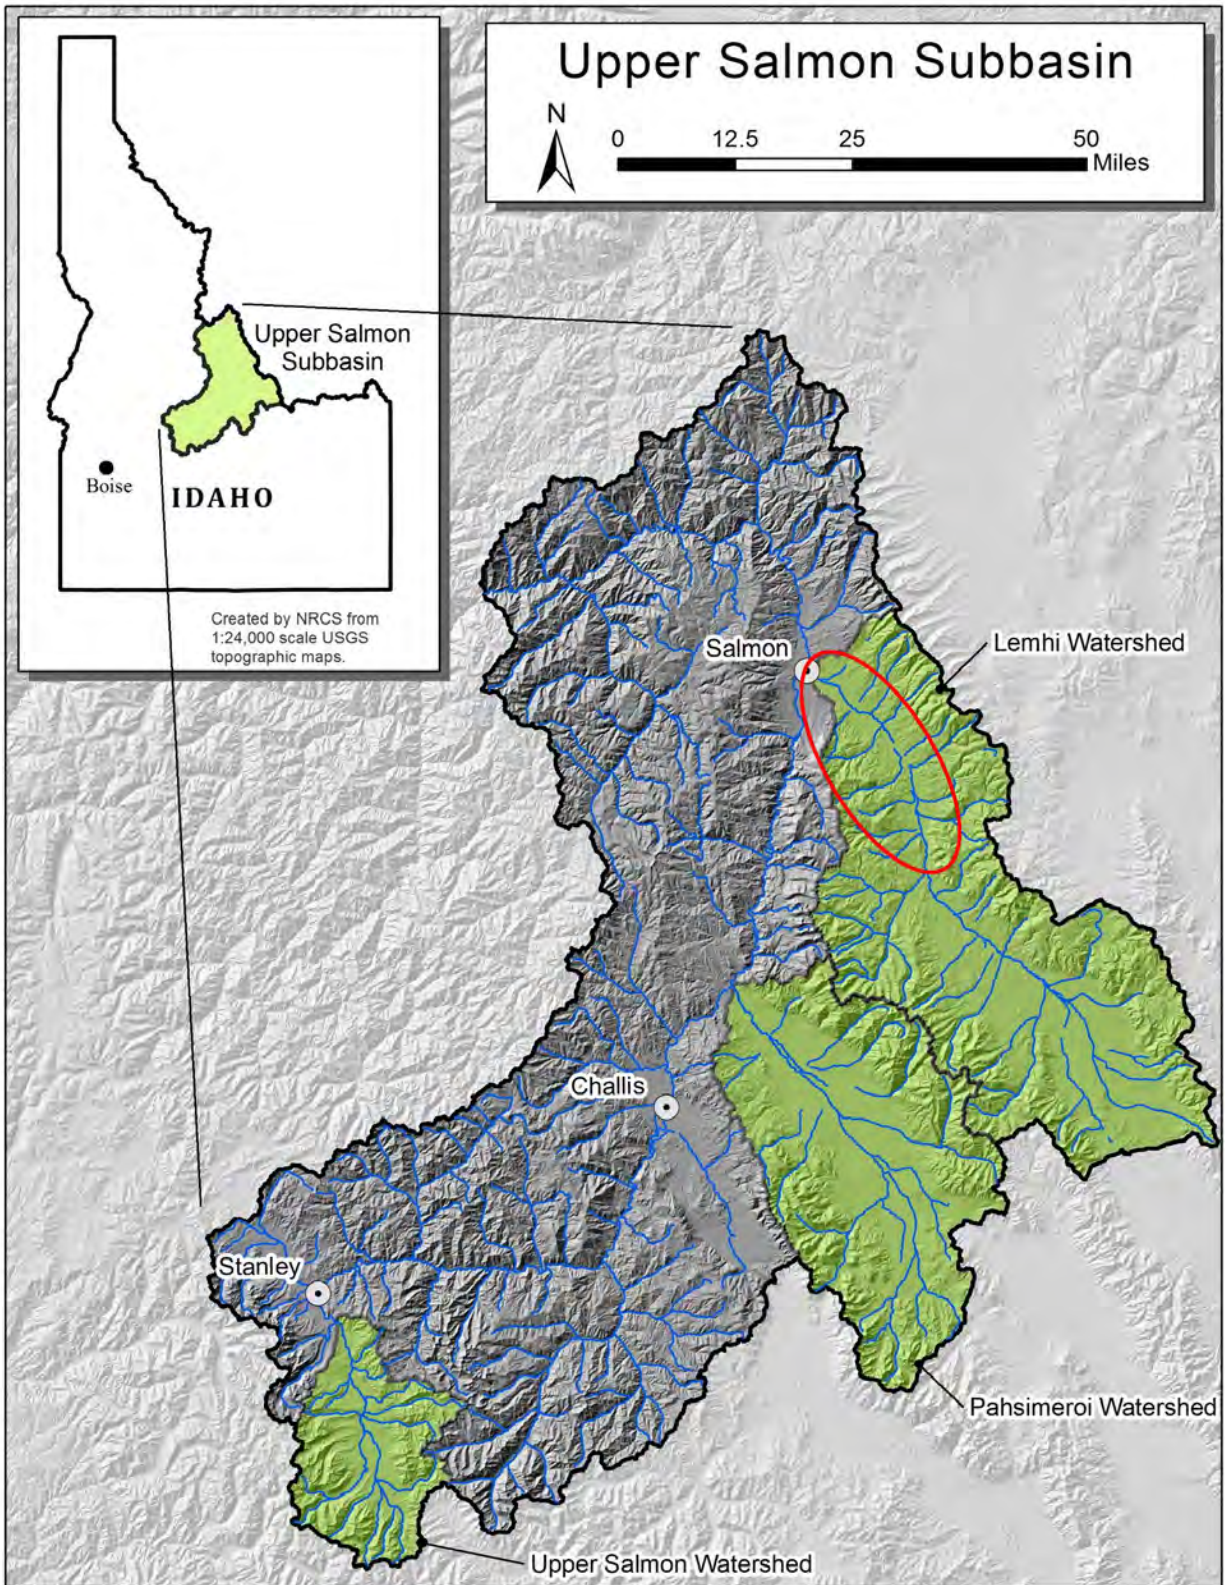 Upper Salmon Subbasin
N
0 12.5 25 50
Miles
Upper Salmon
Subbasin
Boise
IDAHO
Created by NRCS from
1:24,000 scale USGS
topographic maps.
Salmon
Lemhi Watershed
Challis
Stanley
Pahsimeroi Watershed
Upper Salmon Watershed